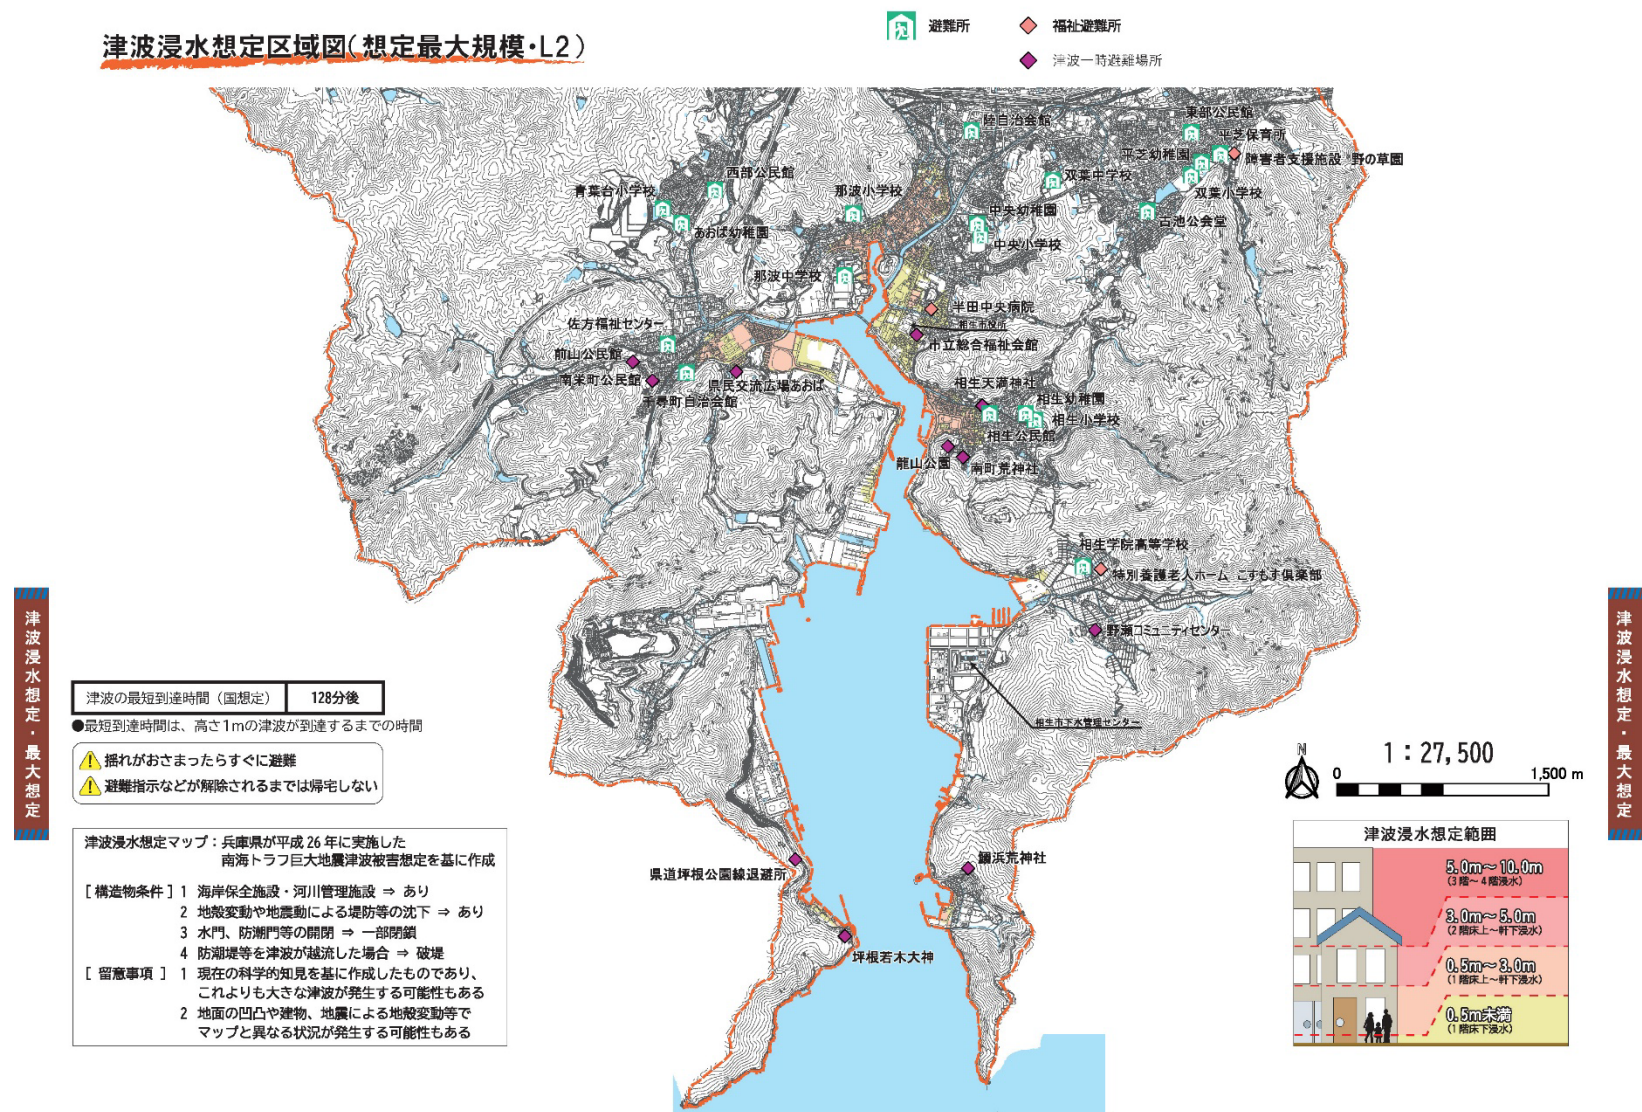 津波浸水想定区域図(想定最大規模・L2)
避難所
福祉避難所
津波一時避難場所
陸自治会館
東部公民館
平芝保育所
平芝幼稚園
障害者支援施設 野の草園
双葉中学校
双葉小学校
古池公会堂
西部公民館
青葉台小学校
あおば幼稚園
那波小学校
中央幼稚園
中央小学校
那波中学校
半田中央病院
相生市役所
市立総合福祉会館
佐方福祉センター
前山公民館
南栄町公民館
県民交流広場あおば
千尋町自治会館
相生天満神社
相生幼稚園
相生小学校
相生公民館
龍山公園
南町荒神社
相生学院高等学校
特別養護老人ホーム こすもす倶楽部
野瀬コミュニティセンター
相生市下水管理センター
県道坪根公園線退避所
鰯浜荒神社
坪根若木大神
津波浸水想定・最大想定
津波浸水想定・最大想定
津波の最短到達時間(国想定) 128分後
●最短到達時間は、高さ1mの津波が到達するまでの時間
揺れがおさまったらすぐに避難
避難指示などが解除されるまでは帰宅しない
津波浸水想定マップ:兵庫県が平成26年に実施した
南海トラフ巨大地震津波被害想定を基に作成
[構造物条件] 1 海岸保全施設・河川管理施設 ⇒ あり
2 地殻変動や地震動による堤防等の沈下 ⇒ あり
3 水門、防潮門等の開閉 ⇒ 一部閉鎖
4 防潮堤等を津波が越流した場合 ⇒ 破堤
[ 留意事項 ] 1 現在の科学的知見を基に作成したものであり、
これよりも大きな津波が発生する可能性もある
2 地面の凹凸や建物、地震による地殻変動等で
マップと異なる状況が発生する可能性もある
N
1:27,500
0 1,500 m
津波浸水想定範囲
5.0m~10.0m
(3階~4階浸水)
3.0m~5.0m
(2階床上~軒下浸水)
0.5m~3.0m
(1階床上~軒下浸水)
0.5m未満
(1階床下浸水)